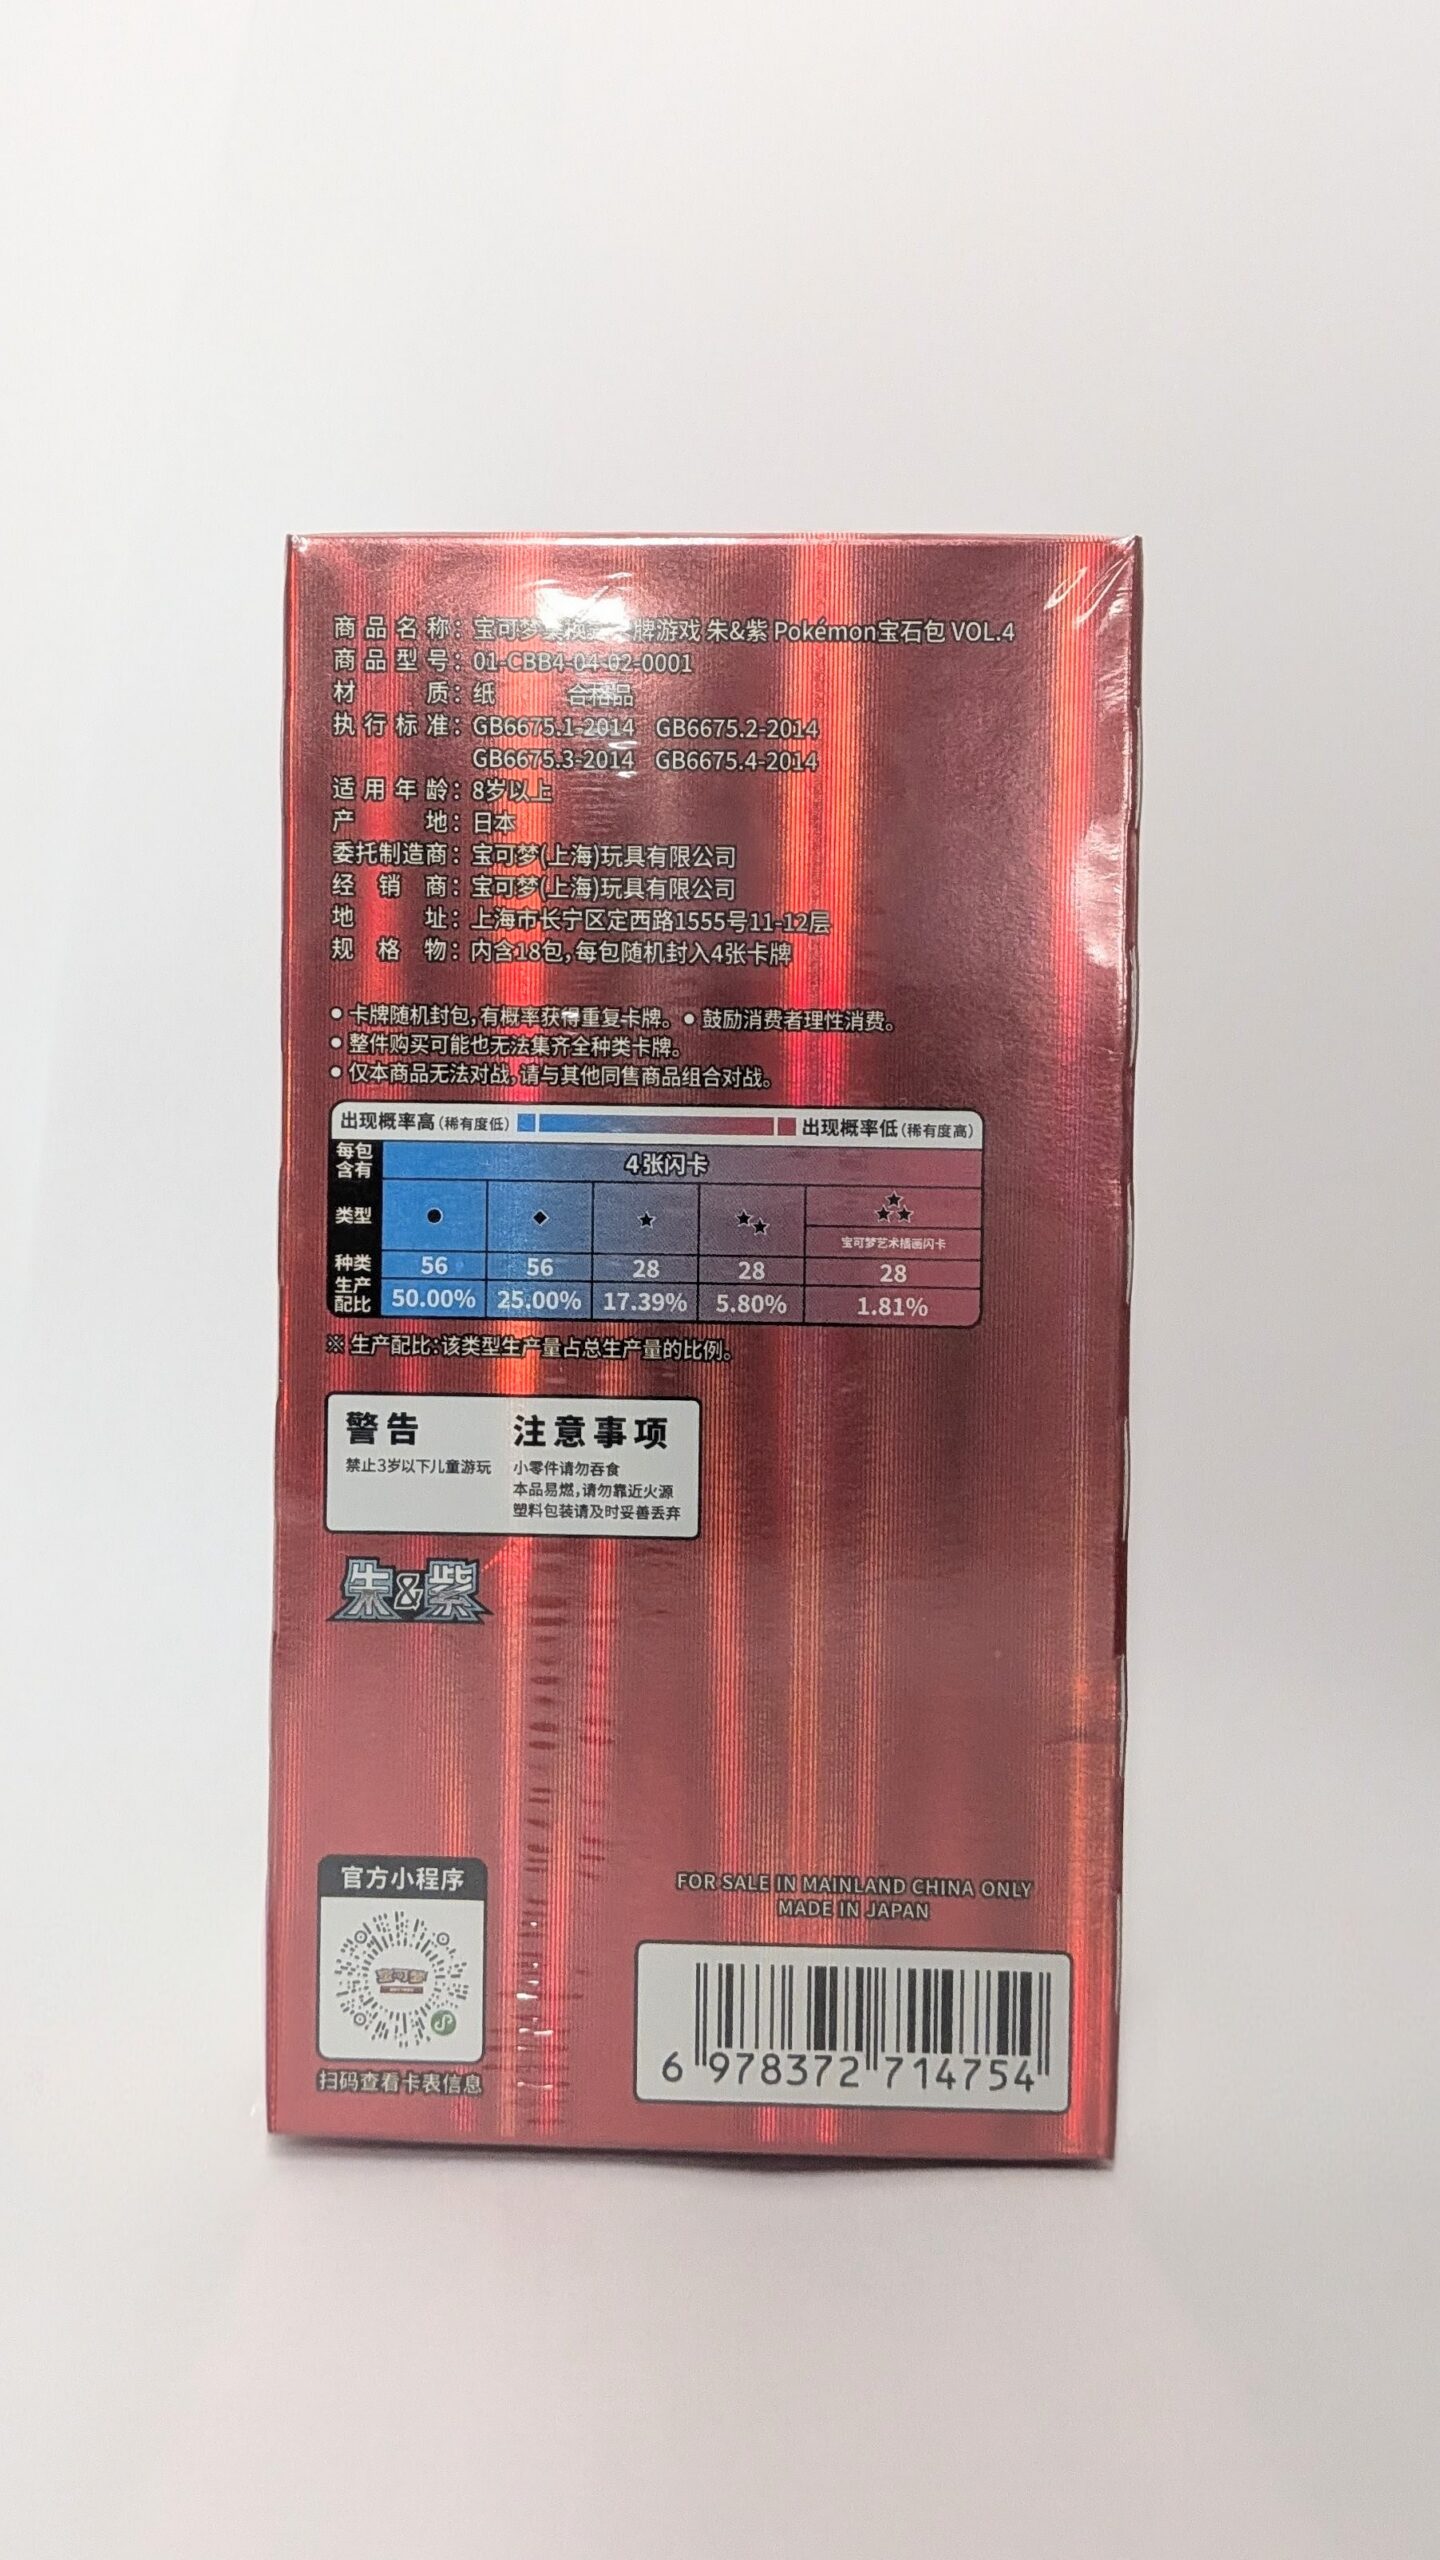 商品名称：宝可梦 牌游戏 朱&紫 Pokémon宝石包 VOL.4
商品型号：01-CBB4-04-02-0001
材质：纸 合格品
执行标准：GB6675.1-2014 GB6675.2-2014
GB6675.3-2014 GB6675.4-2014
适用年龄：8岁以上
产地：日本
委托制造商：宝可梦(上海)玩具有限公司
经销商：宝可梦(上海)玩具有限公司
地址：上海市长宁区定西路1555号11-12层
规格物：内含18包,每包随机封入4张卡牌
●卡牌随机封包,有概率获得重复卡牌。●鼓励消费者理性消费。
●整件购买可能也无法集齐全种类卡牌。
●仅本商品无法对战,请与其他同售商品组合对战。
出现概率高(稀有度低) 出现概率低(稀有度高)
每包含有 4张闪卡
类型 ● ◆ ★ ★★ ★★★
宝可梦艺术插画闪卡
种类 56 56 28 28 28
生产配比 50.00% 25.00% 17.39% 5.80% 1.81%
※ 生产配比:该类型生产量占总生产量的比例。
警告 注意事项
禁止3岁以下儿童游玩 小零件请勿吞食
本品易燃,请勿靠近火源
塑料包装请及时妥善丢弃
朱&紫
官方小程序
宝可梦
扫码查看卡表信息
FOR SALE IN MAINLAND CHINA ONLY
MADE IN JAPAN
6 978372 714754